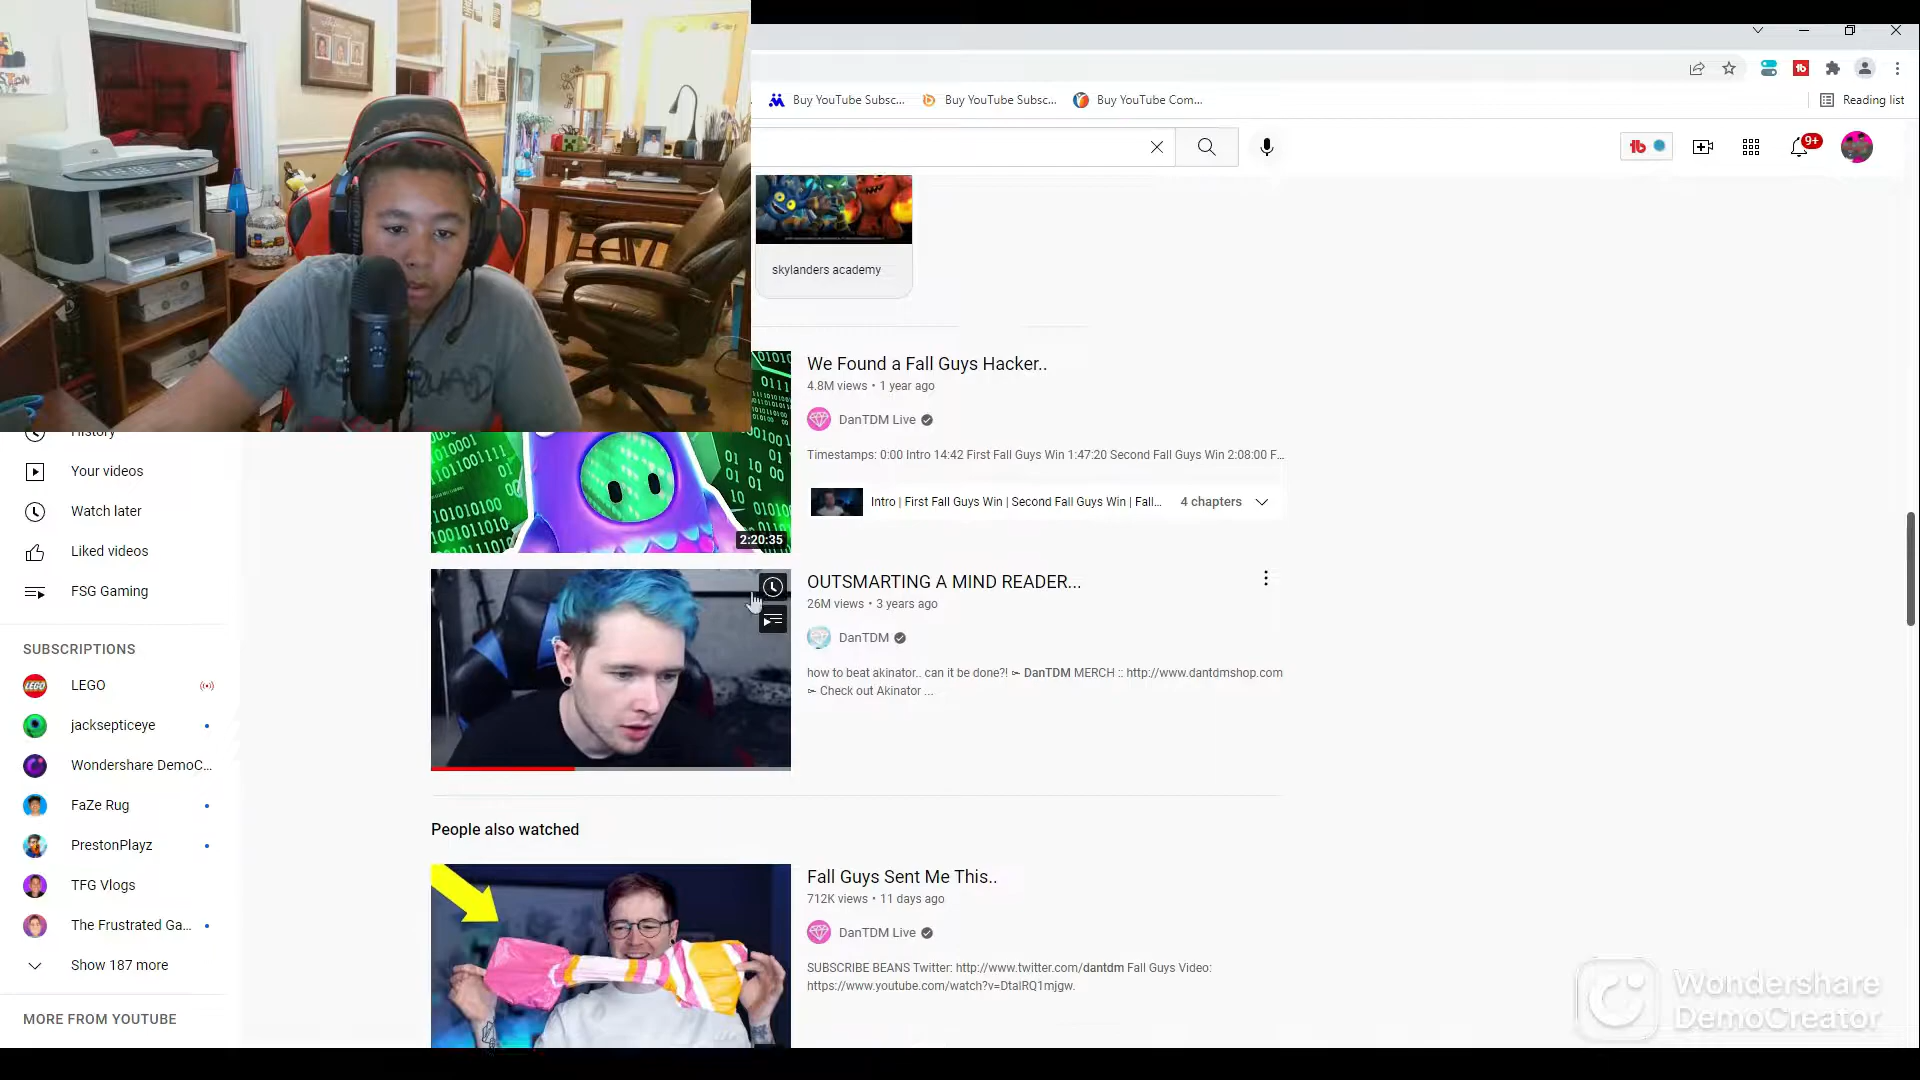 Buy YouTube Subsc...
Buy YouTube Subsc...
Buy YouTube Com...
Reading list
9+
skylanders academy
We Found a Fall Guys Hacker..
4.8M views • 1 year ago
DanTDM Live
Timestamps: 0:00 Intro 14:42 First Fall Guys Win 1:47:20 Second Fall Guys Win 2:08:00 F...
Intro | First Fall Guys Win | Second Fall Guys Win | Fall...
4 chapters
2:20:35
History
Your videos
Watch later
Liked videos
FSG Gaming
OUTSMARTING A MIND READER...
26M views • 3 years ago
DanTDM
how to beat akinator.. can it be done?! ➳ DanTDM MERCH :: http://www.dantdmshop.com
➳ Check out Akinator ...
SUBSCRIPTIONS
LEGO
jacksepticeye
Wondershare DemoC...
FaZe Rug
PrestonPlayz
TFG Vlogs
The Frustrated Ga...
Show 187 more
MORE FROM YOUTUBE
People also watched
Fall Guys Sent Me This..
712K views • 11 days ago
DanTDM Live
SUBSCRIBE BEANS Twitter: http://www.twitter.com/dantdm Fall Guys Video:
https://www.youtube.com/watch?v=DtaIRQ1mjgw.
Wondershare
DemoCreator